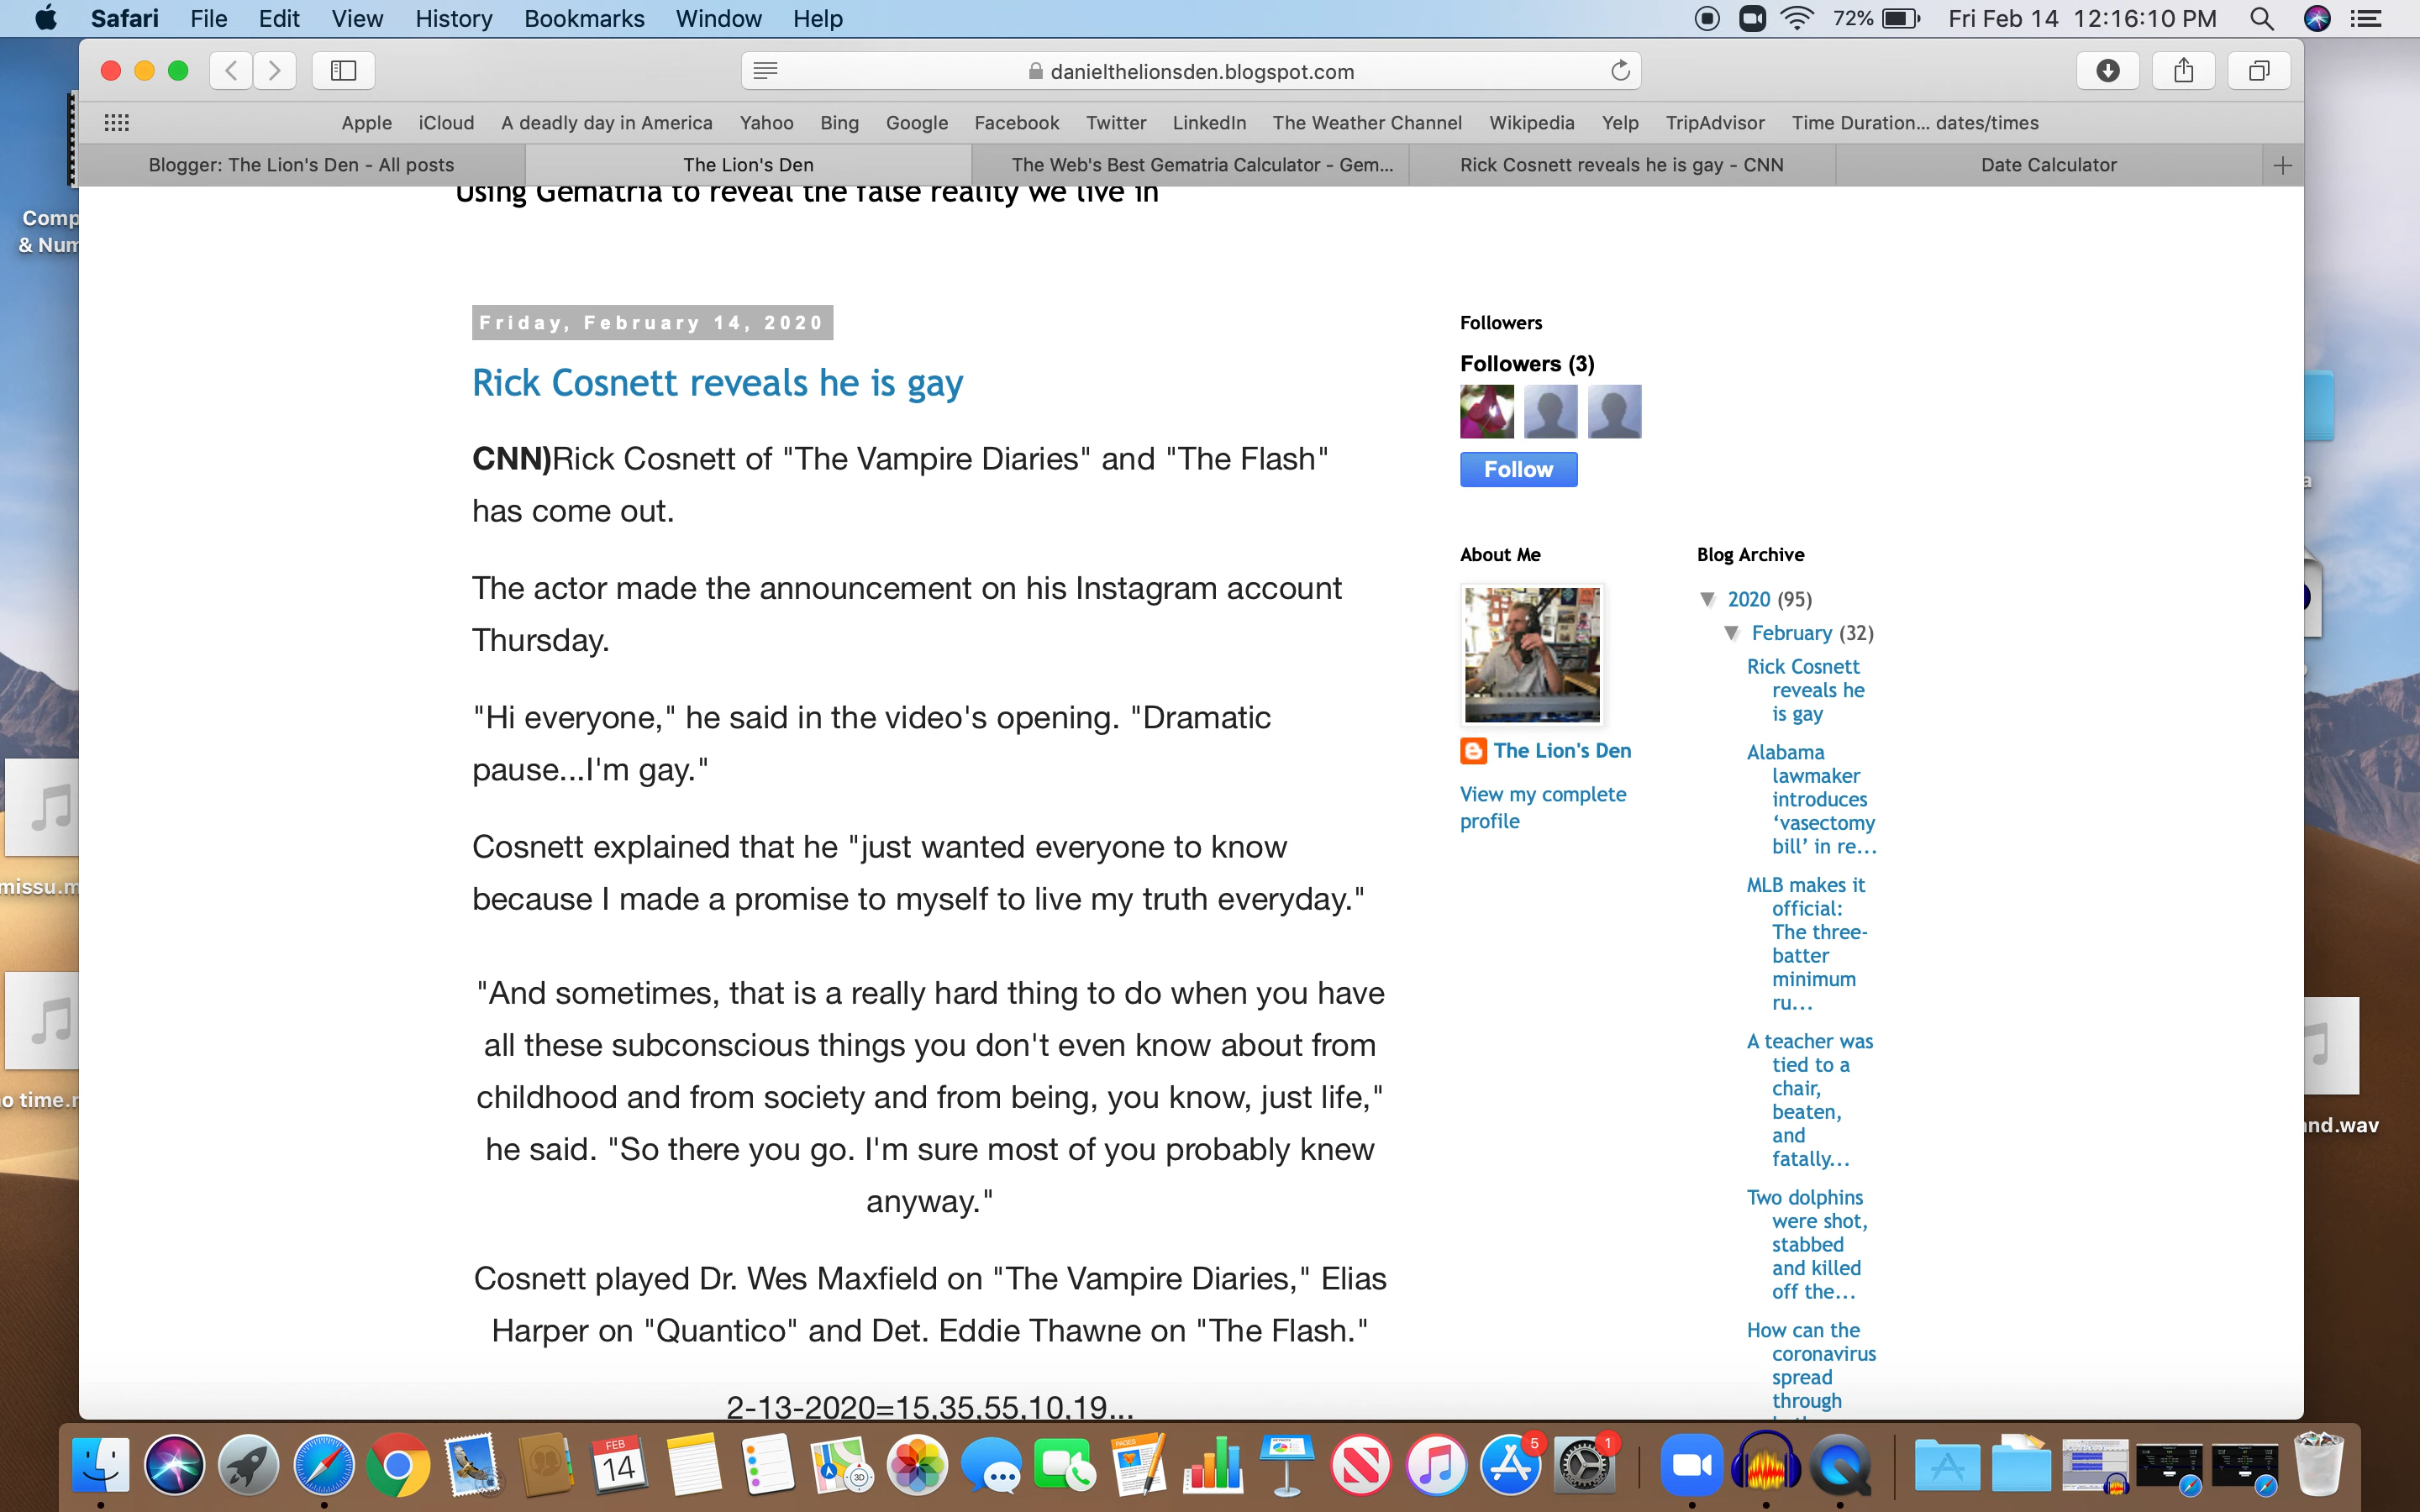 Safari File Edit View History Bookmarks Window Help 72% Fri Feb 14 12:16:10 PM
danielthelionsden.blogspot.com
Apple iCloud A deadly day in America Yahoo Bing Google Facebook Twitter LinkedIn The Weather Channel Wikipedia Yelp TripAdvisor Time Duration... dates/times
Blogger: The Lion's Den - All posts The Lion's Den The Web's Best Gematria Calculator - Gem... Rick Cosnett reveals he is gay - CNN Date Calculator
Using Gematria to reveal the false reality we live in
Comp
& Num
Friday, February 14, 2020
Rick Cosnett reveals he is gay
CNN)Rick Cosnett of "The Vampire Diaries" and "The Flash"
has come out.
The actor made the announcement on his Instagram account
Thursday.
"Hi everyone," he said in the video's opening. "Dramatic
pause...I'm gay."
Cosnett explained that he "just wanted everyone to know
because I made a promise to myself to live my truth everyday."
"And sometimes, that is a really hard thing to do when you have
all these subconscious things you don't even know about from
childhood and from society and from being, you know, just life,"
he said. "So there you go. I'm sure most of you probably knew
anyway."
Cosnett played Dr. Wes Maxfield on "The Vampire Diaries," Elias
Harper on "Quantico" and Det. Eddie Thawne on "The Flash."
2-13-2020=15,35,55,10,19...
Followers
Followers (3)
Follow
About Me
The Lion's Den
View my complete
profile
Blog Archive
▼ 2020 (95)
▼ February (32)
Rick Cosnett
reveals he
is gay
Alabama
lawmaker
introduces
‘vasectomy
bill’ in re...
MLB makes it
official:
The three-
batter
minimum
ru...
A teacher was
tied to a
chair,
beaten,
and
fatally...
Two dolphins
were shot,
stabbed
and killed
off the...
How can the
coronavirus
spread
through
missu.m
o time.r
nd.wav
FEB
14
PAGES
3D
5
1